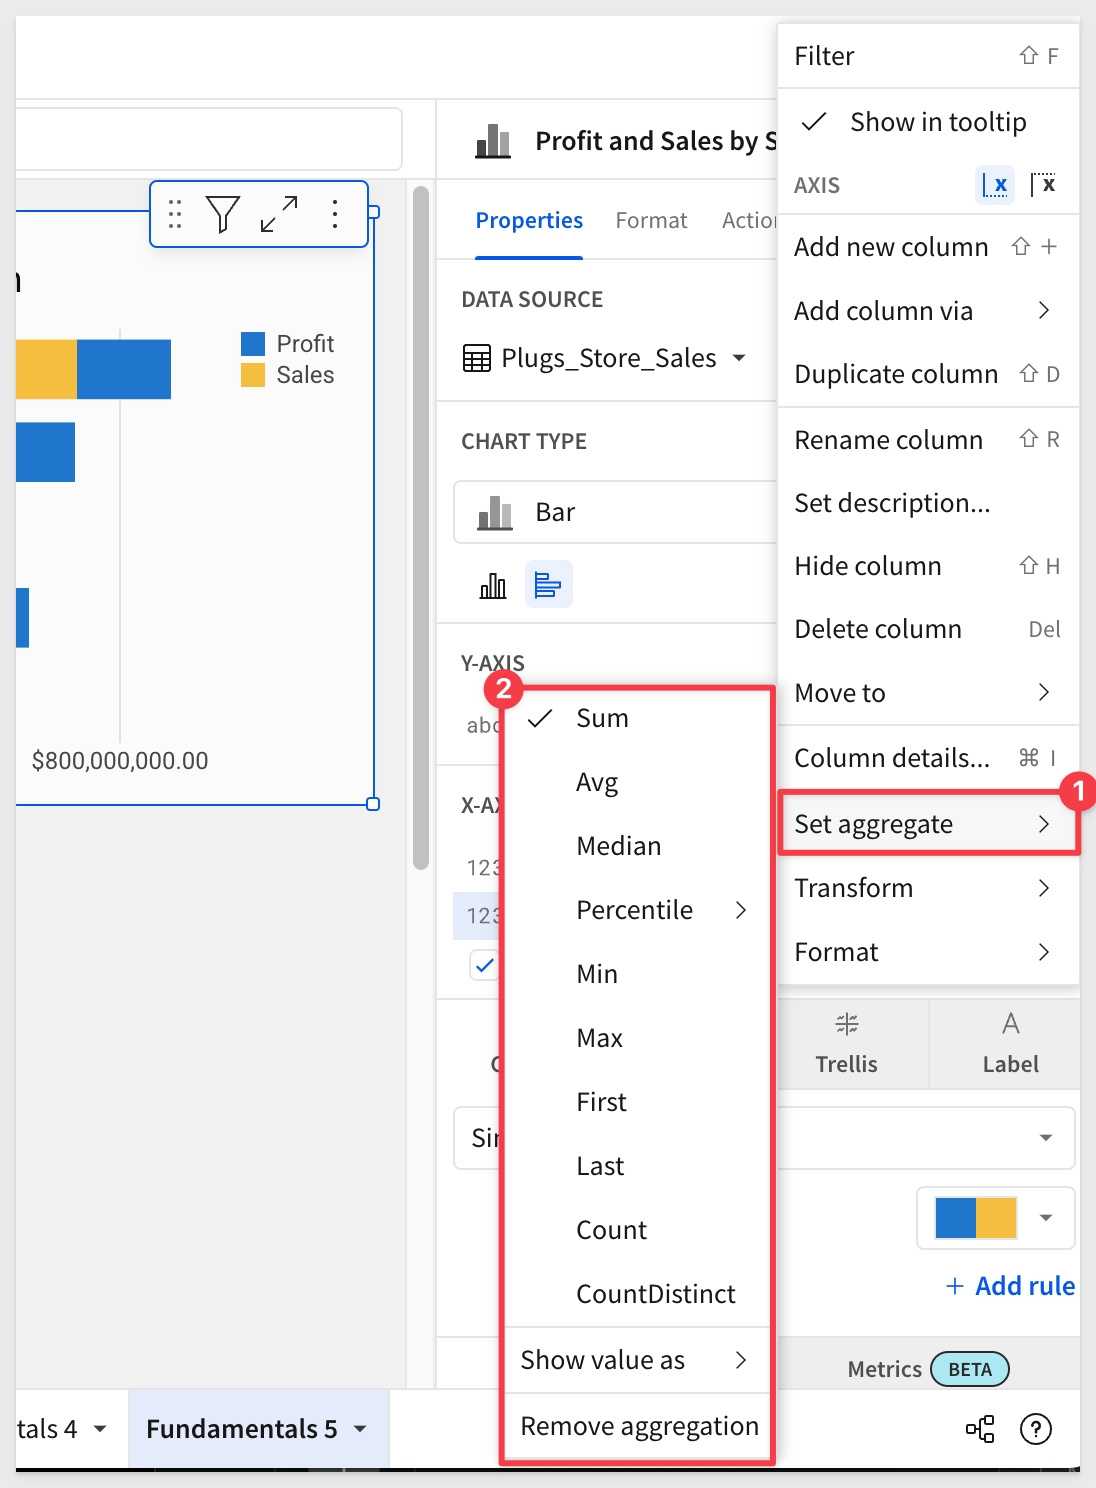 Filter ⇧ F
✓ Show in tooltip
AXIS
Add new column ⇧ +
Add column via
Duplicate column ⇧ D
Rename column ⇧ R
Set description...
Hide column ⇧ H
Delete column Del
Move to
Column details... ⌘ I
Set aggregate
1
Transform
Format
Profit and Sales by S
Properties Format Action
DATA SOURCE
Plugs_Store_Sales
CHART TYPE
Bar
Y-AXIS
abc
X-AX
123
123
2
Sum
Avg
Median
Percentile
Min
Max
First
Last
Count
CountDistinct
Show value as
Remove aggregation
Profit
Sales
$800,000,000.00
Trellis Label
Sin
+ Add rule
Metrics BETA
tals 4 Fundamentals 5